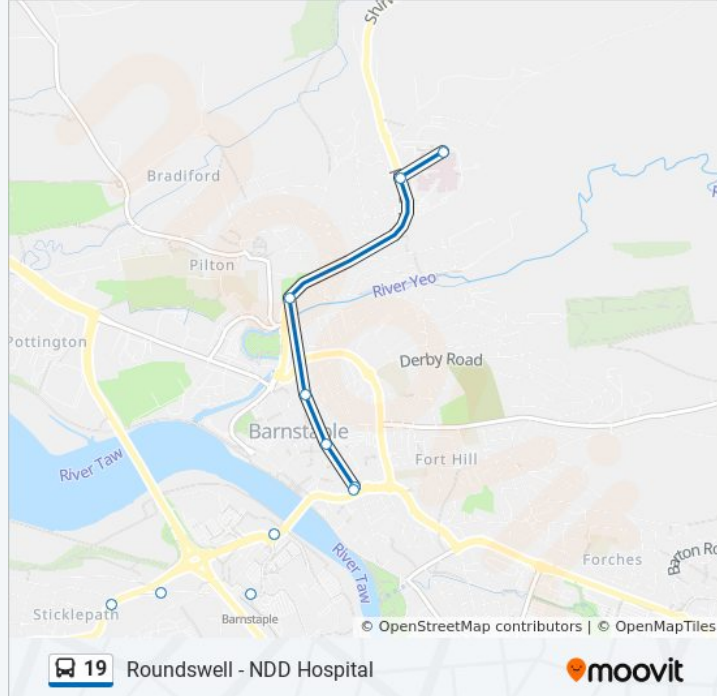 Shirw
Bradiford
Pilton
River Yeo
R
Pottington
Derby Road
Barnstaple
River Taw
Fort Hill
River Taw
Forches
Barton Ro
Sticklepath
Barnstaple
© OpenStreetMap contributors | © OpenMapTiles
19 Roundswell - NDD Hospital
moovit